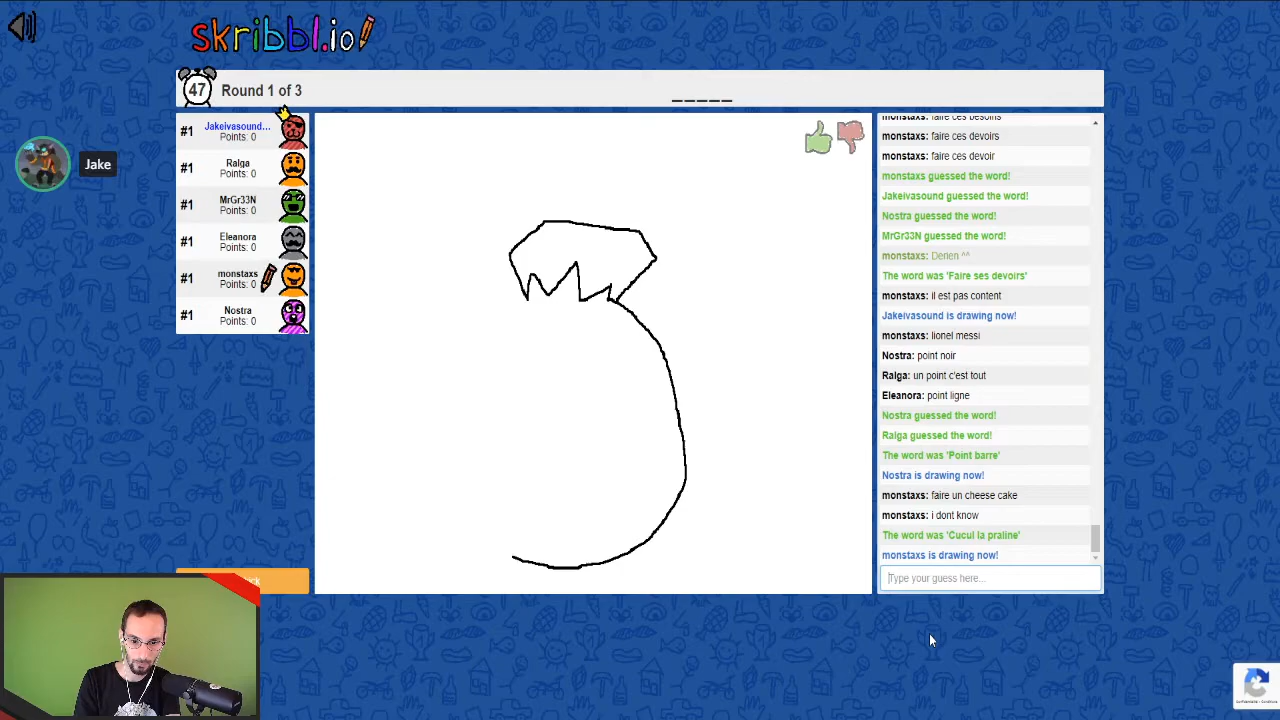 skribbl.io
47
Round 1 of 3
_____
#1
Jakeivasound...
Points: 0
#1
Ralga
Points: 0
#1
MrGr33N
Points: 0
#1
Eleanora
Points: 0
#1
monstaxs
Points: 0
#1
Nostra
Points: 0
Jake
monstaxs: faire ces besoins
monstaxs: faire ces devoirs
monstaxs: faire ces devoir
monstaxs guessed the word!
Jakeivasound guessed the word!
Nostra guessed the word!
MrGr33N guessed the word!
monstaxs: Derien ^^
The word was 'Faire ses devoirs'
monstaxs: il est pas content
Jakeivasound is drawing now!
monstaxs: lionel messi
Nostra: point noir
Ralga: un point c'est tout
Eleanora: point ligne
Nostra guessed the word!
Ralga guessed the word!
The word was 'Point barre'
Nostra is drawing now!
monstaxs: faire un cheese cake
monstaxs: i dont know
The word was 'Cucul la praline'
monstaxs is drawing now!
Type your guess here...